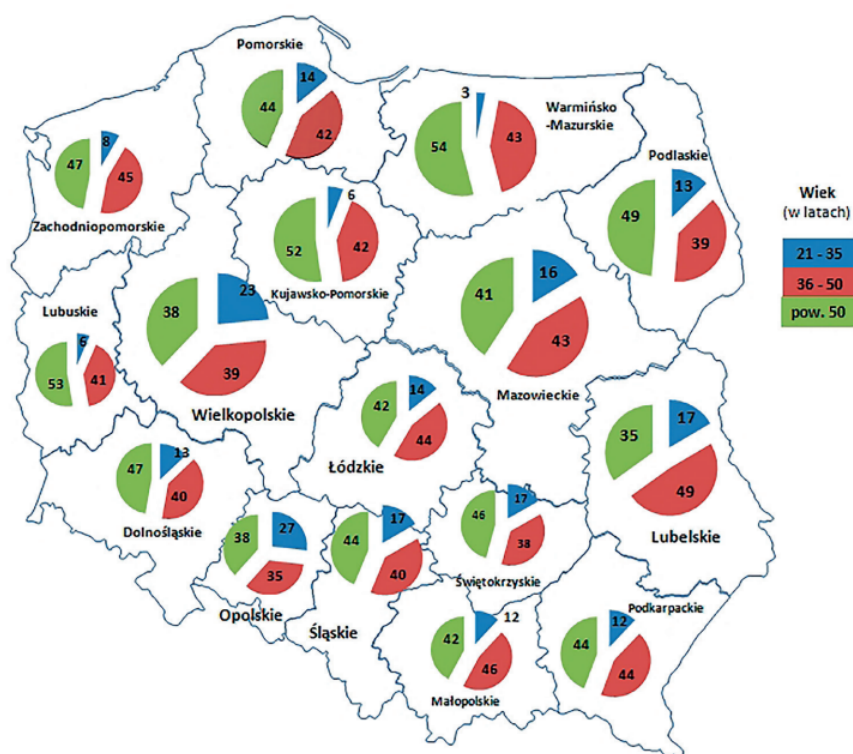 Pomorskie
14
44
42
3
Warmińsko
-Mazurskie
54
43
Podlaskie
13
49
39
8
47
45
Zachodniopomorskie
6
52
42
Kujawsko-Pomorskie
Wiek
(w latach)
21 - 35
36 - 50
pow. 50
Lubuskie
6
53
41
23
38
39
Wielkopolskie
16
41
43
Mazowieckie
14
42
44
Łódzkie
17
35
49
Lubelskie
13
47
40
Dolnośląskie
27
38
35
Opolskie
17
44
40
Śląskie
17
46
38
Świętokrzyskie
12
42
46
Małopolskie
Podkarpackie
12
44
44